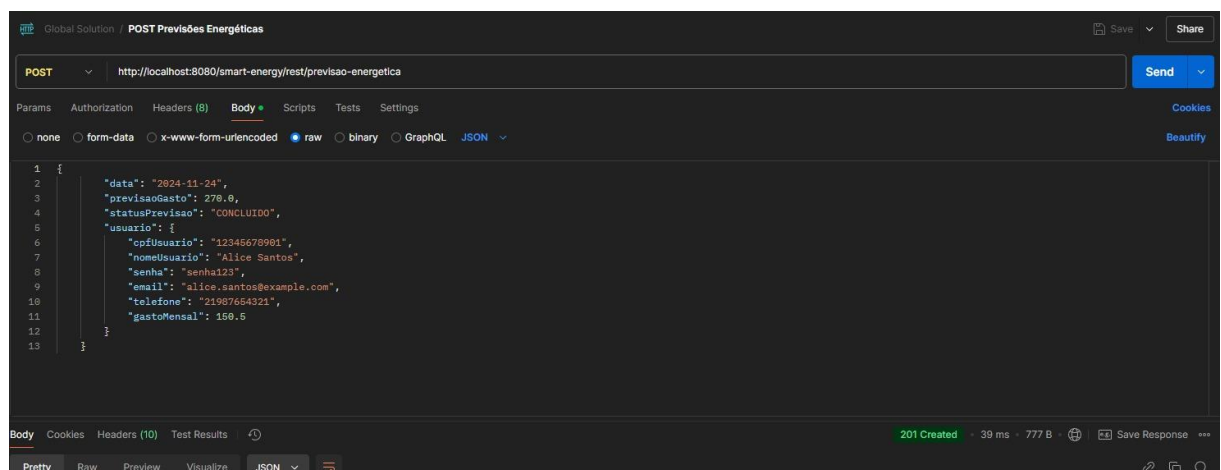 HTTP Global Solution / POST Previsões Energéticas Save Share
POST http://localhost:8080/smart-energy/rest/previsao-energetica Send
Params Authorization Headers (8) Body Scripts Tests Settings Cookies
none form-data x-www-form-urlencoded raw binary GraphQL JSON Beautify
1 {
2 "data": "2024-11-24",
3 "previsaoGasto": 270.0,
4 "statusPrevisao": "CONCLUIDO",
5 "usuario": {
6 "cpfUsuario": "12345678901",
7 "nomeUsuario": "Alice Santos",
8 "senha": "senha123",
9 "email": "alice.santos@example.com",
10 "telefone": "21987654321",
11 "gastoMensal": 150.5
12 }
13 }
Body Cookies Headers (10) Test Results 201 Created 39 ms 777 B e.g. Save Response
Pretty Raw Preview Visualize JSON